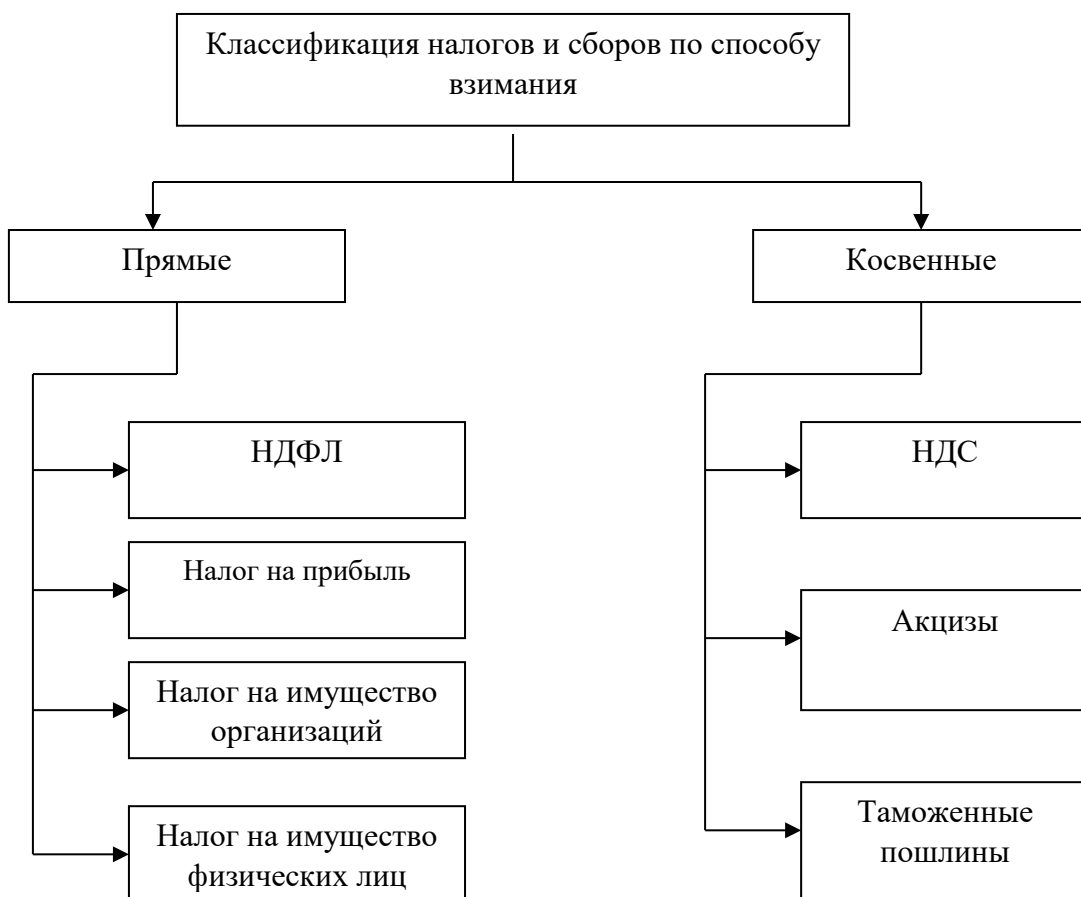 Классификация налогов и сборов по способу
взимания
Прямые
Косвенные
НДФЛ
НДС
Налог на прибыль
Акцизы
Налог на имущество
организаций
Таможенные
пошлины
Налог на имущество
физических лиц